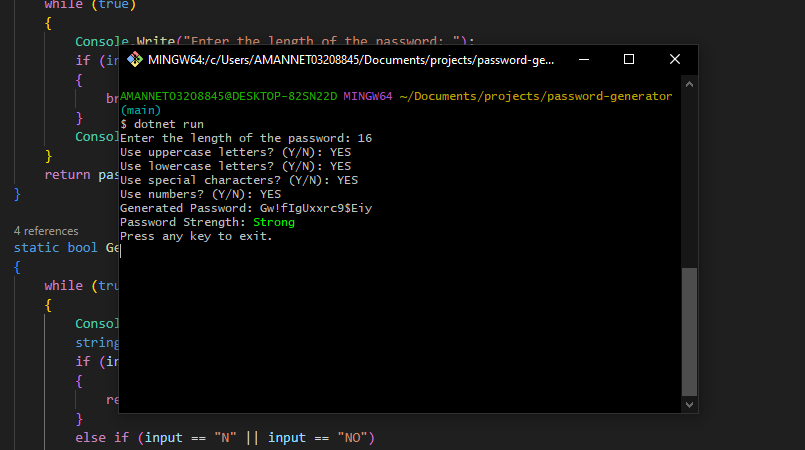 while (true)
{
Console.Write("Enter the length of the password: ");
if (in
{
br
}
Consol
}
return pas
}
4 references
static bool Ge
{
while (tru
{
Consol
string
if (in
{
re
}
else if (input == "N" || input == "NO")
MINGW64:/c/Users/AMANNET03208845/Documents/projects/password-ge...
AMANNET03208845@DESKTOP-82SN22D MINGW64 ~/Documents/projects/password-generator
(main)
$ dotnet run
Enter the length of the password: 16
Use uppercase letters? (Y/N): YES
Use lowercase letters? (Y/N): YES
Use special characters? (Y/N): YES
Use numbers? (Y/N): YES
Generated Password: Gw!fIgUxxrc9$Eiy
Password Strength: Strong
Press any key to exit.